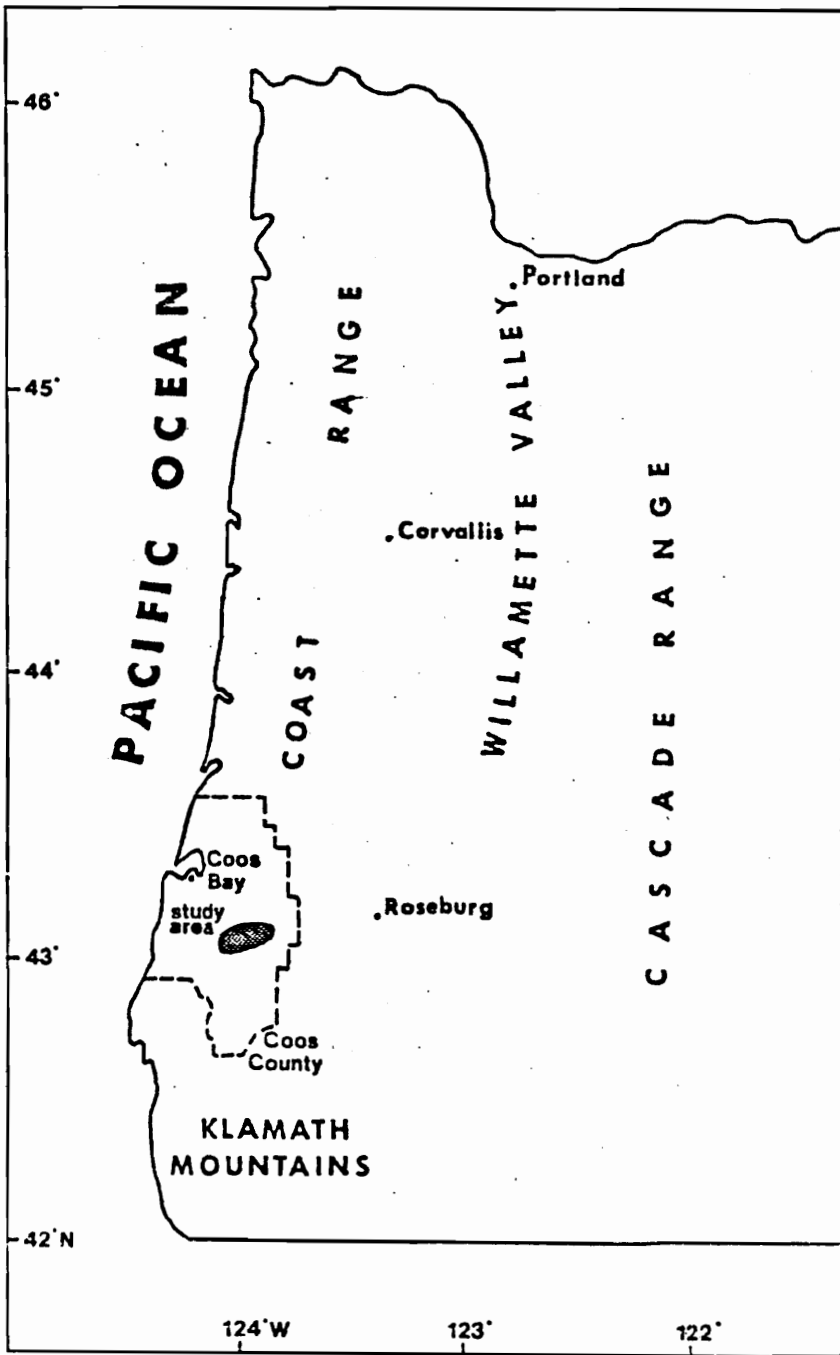 46°
Portland
PACIFIC OCEAN
COAST RANGE
WILLAMETTE VALLEY
CASCADE RANGE
45°
Corvallis
44°
Coos
Bay
study
area
Roseburg
43°
Coos
County
KLAMATH
MOUNTAINS
42°N
124°W
123°
122°